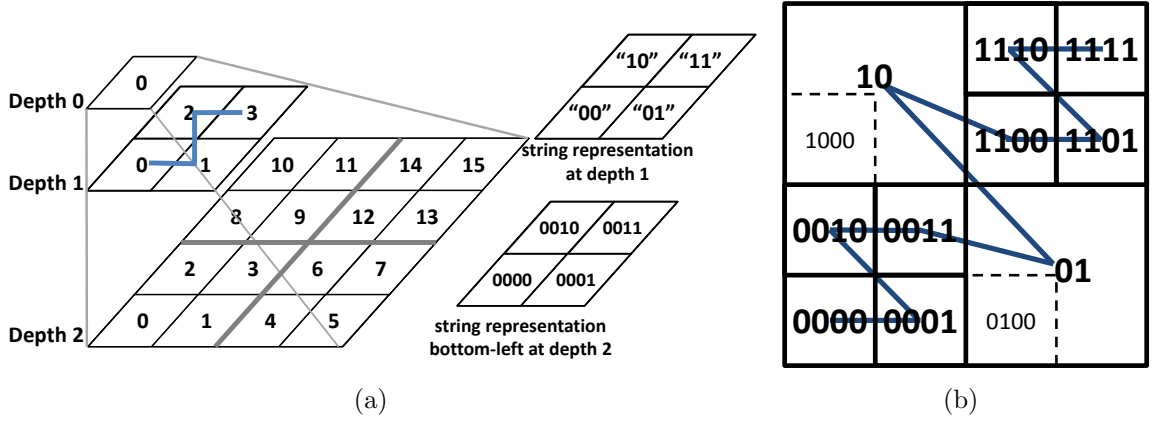 Depth 0
0
Depth 1
2 3
0 1
Depth 2
10 11 14 15
8 9 12 13
2 3 6 7
0 1 4 5
“10” “11”
“00” “01”
string representation
at depth 1
0010 0011
0000 0001
string representation
bottom-left at depth 2
(a)
1110 1111
10
1000
1100 1101
0010 0011
01
0000 0001
0100
(b)